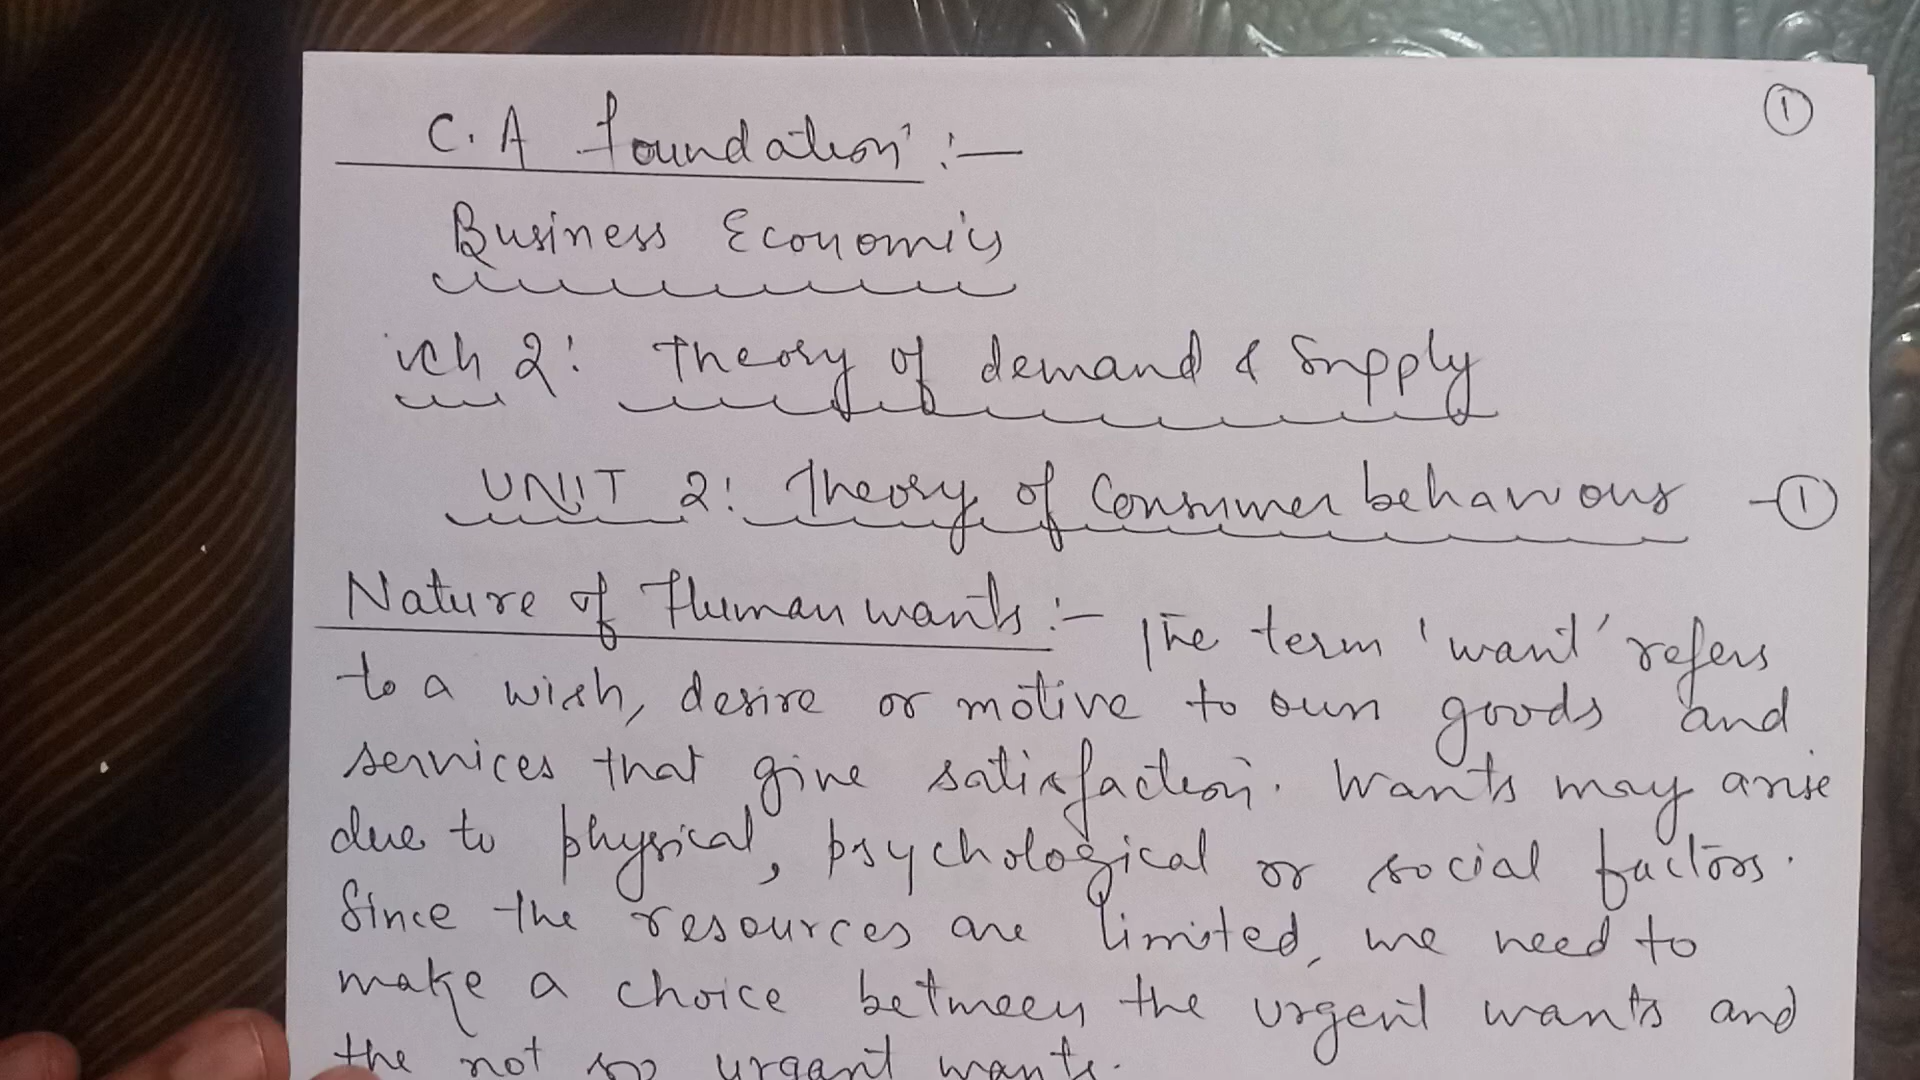 ①
C.A foundation :-
Business Economics
Ch 2: Theory of demand & Supply
UNIT 2: Theory of Consumer behaviour -①
Nature of Human wants :- The term 'want' refers
to a wish, desire or motive to own goods and
services that give satisfaction. Wants may arise
due to physical, psychological or social factors.
Since the resources are limited, we need to
make a choice between the urgent wants and
the not so urgent wants.